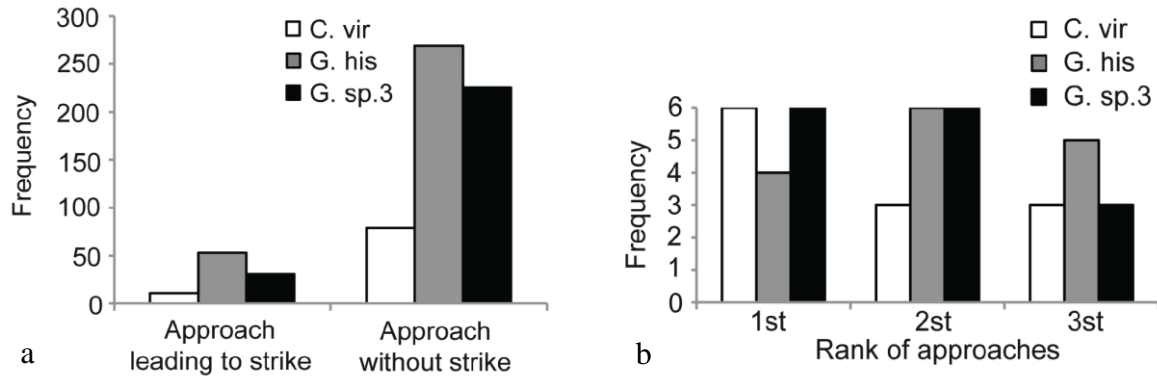 300
250
200
150
100
50
0
Frequency
C. vir
G. his
G. sp.3
Approach
leading to strike
Approach
without strike
a
6
5
4
3
2
1
0
Frequency
C. vir
G. his
G. sp.3
1st
2st
3st
Rank of approaches
b